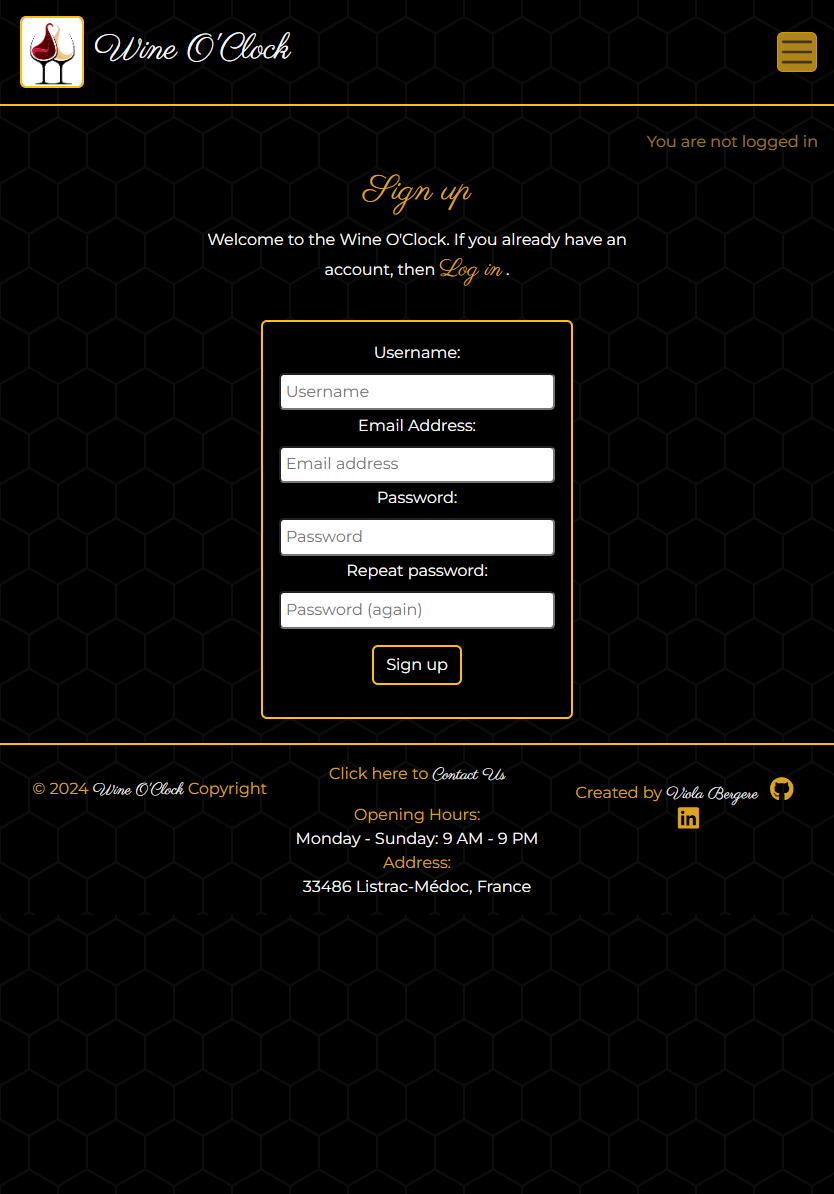 Wine O'Clock
You are not logged in
Sign up
Welcome to the Wine O'Clock. If you already have an
account, then Log in .
Username:
Username
Email Address:
Email address
Password:
Password
Repeat password:
Password (again)
Sign up
© 2024 Wine O'Clock Copyright
Click here to Contact Us
Opening Hours:
Monday - Sunday: 9 AM - 9 PM
Address:
33486 Listrac-Médoc, France
Created by Viola Bergere
in